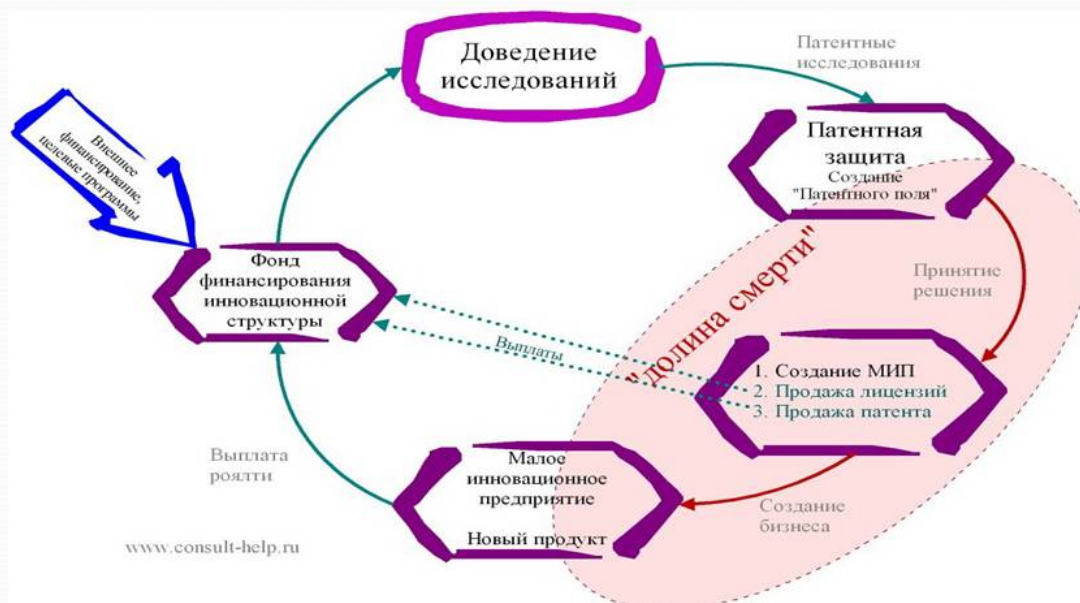 Доведение
исследований
Патентные
исследования
Патентная
защита
Создание
"Патентного поля"
Внешнее
финансирование,
целевые программы
Фонд
финансирования
инновационной
структуры
"долина смерти"
Принятие
решения
Выплаты
1. Создание МИП
2. Продажа лицензий
3. Продажа патента
Выплата
роялти
Малое
инновационное
предприятие
Новый продукт
Создание
бизнеса
www.consult-help.ru